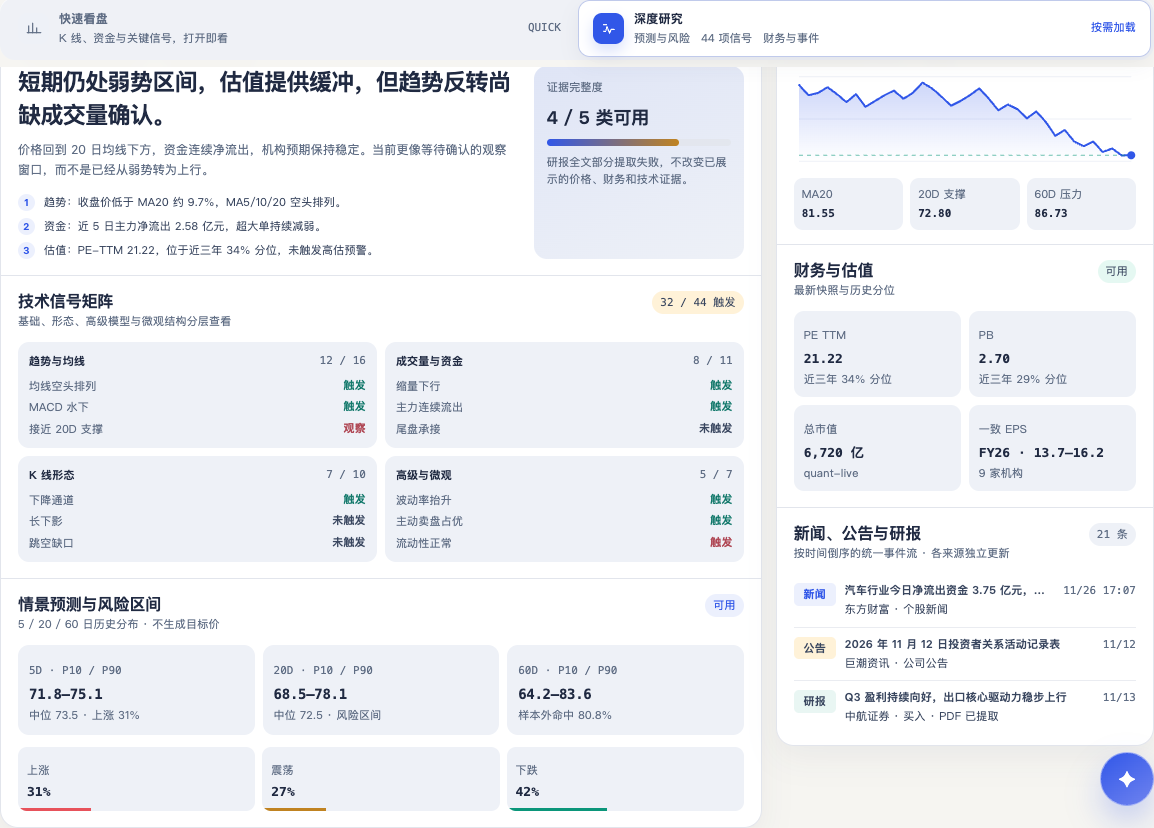 快速看盘
K 线、资金与关键信号，打开即看
QUICK
深度研究
预测与风险 44 项信号 财务与事件
按需加载
短期仍处弱势区间，估值提供缓冲，但趋势反转尚
缺成交量确认。
价格回到 20 日均线下方，资金连续净流出，机构预期保持稳定。当前更像等待确认的观察
窗口，而不是已经从弱势转为上行。
1 趋势：收盘价低于 MA20 约 9.7%，MA5/10/20 空头排列。
2 资金：近 5 日主力净流出 2.58 亿元，超大单持续减弱。
3 估值：PE-TTM 21.22，位于近三年 34% 分位，未触发高估预警。
证据完整度
4 / 5 类可用
研报全文部分提取失败，不改变已展
示的价格、财务和技术证据。
技术信号矩阵
32 / 44 触发
基础、形态、高级模型与微观结构分层查看
趋势与均线 12 / 16
均线空头排列 触发
MACD 水下 触发
接近 20D 支撑 观察
成交量与资金 8 / 11
缩量下行 触发
主力连续流出 触发
尾盘承接 未触发
K 线形态 7 / 10
下降通道 触发
长下影 未触发
跳空缺口 未触发
高级与微观 5 / 7
波动率抬升 触发
主动卖盘占优 触发
流动性正常 触发
情景预测与风险区间
可用
5 / 20 / 60 日历史分布 · 不生成目标价
5D · P10 / P90
71.8—75.1
中位 73.5 · 上涨 31%
20D · P10 / P90
68.5—78.1
中位 72.5 · 风险区间
60D · P10 / P90
64.2—83.6
样本外命中 80.8%
上涨
31%
震荡
27%
下跌
42%
MA20
81.55
20D 支撑
72.80
60D 压力
86.73
财务与估值
可用
最新快照与历史分位
PE TTM
21.22
近三年 34% 分位
PB
2.70
近三年 29% 分位
总市值
6,720 亿
quant-live
一致 EPS
FY26 · 13.7—16.2
9 家机构
新闻、公告与研报
21 条
按时间倒序的统一事件流 · 各来源独立更新
新闻 汽车行业今日净流出资金 3.75 亿元，… 11/26 17:07
东方财富 · 个股新闻
公告 2026 年 11 月 12 日投资者关系活动记录表 11/12
巨潮资讯 · 公司公告
研报 Q3 盈利持续向好，出口核心驱动力稳步上行 11/13
中航证券 · 买入 · PDF 已提取